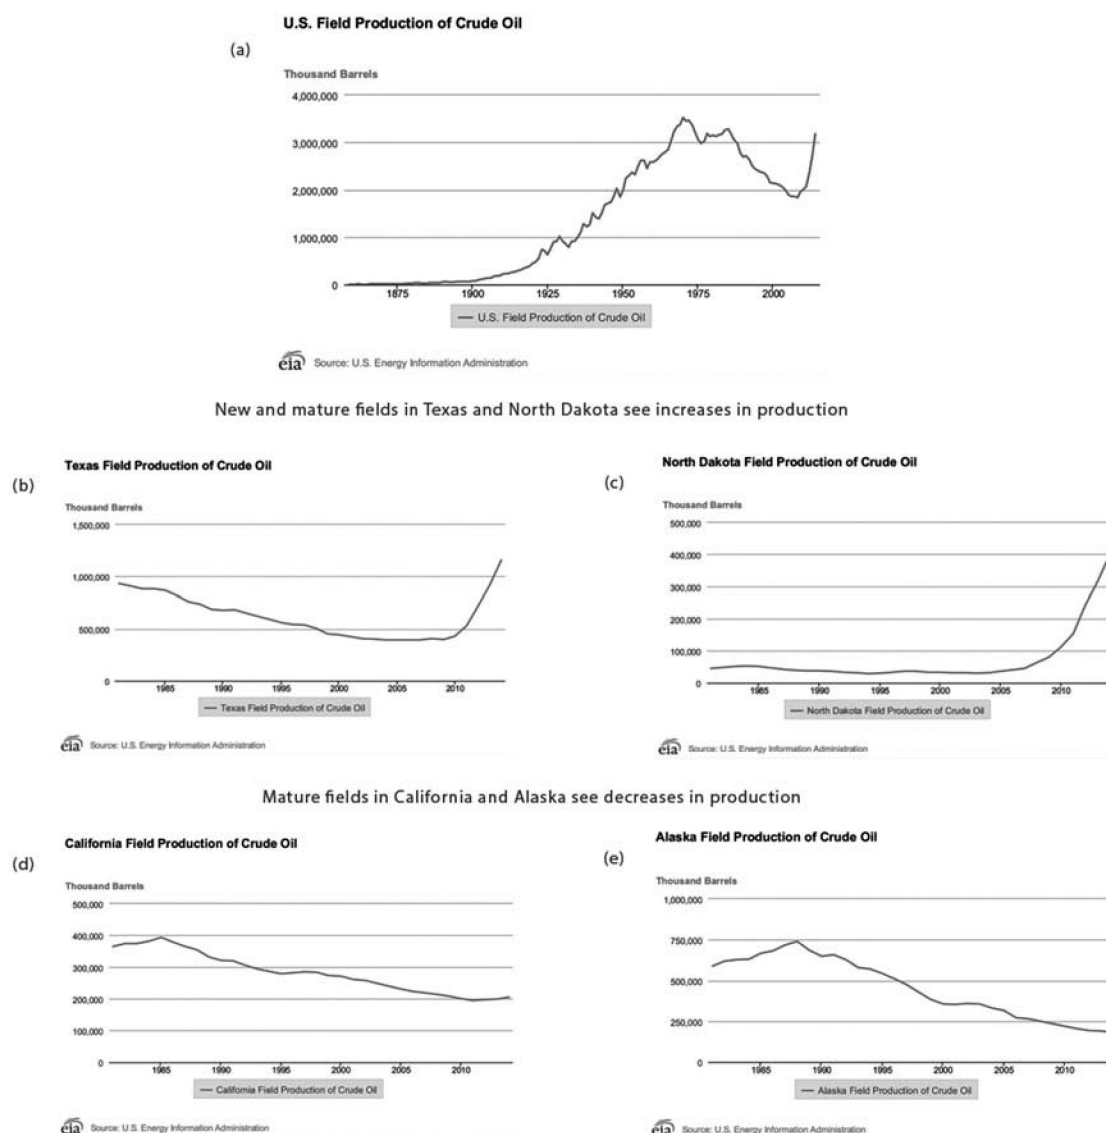 U.S. Field Production of Crude Oil
(a)
Thousand Barrels
4,000,000
3,000,000
2,000,000
1,000,000
0
1875 1900 1925 1950 1975 2000
U.S. Field Production of Crude Oil
eia Source: U.S. Energy Information Administration
New and mature fields in Texas and North Dakota see increases in production
(b)
Texas Field Production of Crude Oil
Thousand Barrels
1,500,000
1,000,000
500,000
0
1985 1990 1995 2000 2005 2010
Texas Field Production of Crude Oil
eia Source: U.S. Energy Information Administration
(c)
North Dakota Field Production of Crude Oil
Thousand Barrels
500,000
400,000
300,000
200,000
100,000
0
1985 1990 1995 2000 2005 2010
North Dakota Field Production of Crude Oil
eia Source: U.S. Energy Information Administration
Mature fields in California and Alaska see decreases in production
(d)
California Field Production of Crude Oil
Thousand Barrels
500,000
400,000
300,000
200,000
100,000
0
1985 1990 1995 2000 2005 2010
California Field Production of Crude Oil
eia Source: U.S. Energy Information Administration
(e)
Alaska Field Production of Crude Oil
Thousand Barrels
1,000,000
750,000
500,000
250,000
0
1985 1990 1995 2000 2005 2010
Alaska Field Production of Crude Oil
eia Source: U.S. Energy Information Administration